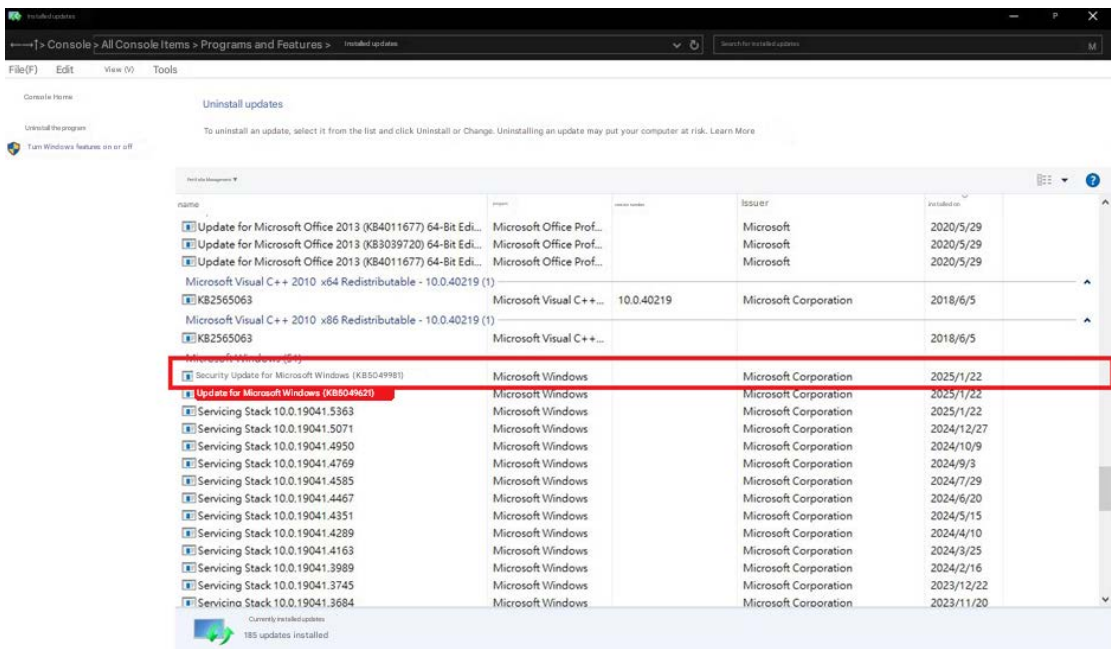 Installed updates
Console > All Console Items > Programs and Features > Installed updates Search for installed updates M
File(F) Edit View (V) Tools
Console Home
Uninstall the program
Turn Windows features on or off
Uninstall updates
To uninstall an update, select it from the list and click Uninstall or Change. Uninstalling an update may put your computer at risk. Learn More
name program Issuer installed on
Update for Microsoft Office 2013 (KB4011677) 64-Bit Edi... Microsoft Office Prof... Microsoft 2020/5/29
Update for Microsoft Office 2013 (KB3039720) 64-Bit Edi... Microsoft Office Prof... Microsoft 2020/5/29
Update for Microsoft Office 2013 (KB4011677) 64-Bit Edi... Microsoft Office Prof... Microsoft 2020/5/29
Microsoft Visual C++ 2010 x64 Redistributable - 10.0.40219 (1)
KB2565063 Microsoft Visual C++... 10.0.40219 Microsoft Corporation 2018/6/5
Microsoft Visual C++ 2010 x86 Redistributable - 10.0.40219 (1)
KB2565063 Microsoft Visual C++... 2018/6/5
Microsoft Windows (51)
Security Update for Microsoft Windows (KB5049981) Microsoft Windows Microsoft Corporation 2025/1/22
Update for Microsoft Windows (KB5049621) Microsoft Windows Microsoft Corporation 2025/1/22
Servicing Stack 10.0.19041.5363 Microsoft Windows Microsoft Corporation 2025/1/22
Servicing Stack 10.0.19041.5071 Microsoft Windows Microsoft Corporation 2024/12/27
Servicing Stack 10.0.19041.4950 Microsoft Windows Microsoft Corporation 2024/10/9
Servicing Stack 10.0.19041.4769 Microsoft Windows Microsoft Corporation 2024/9/3
Servicing Stack 10.0.19041.4585 Microsoft Windows Microsoft Corporation 2024/7/29
Servicing Stack 10.0.19041.4467 Microsoft Windows Microsoft Corporation 2024/6/20
Servicing Stack 10.0.19041.4351 Microsoft Windows Microsoft Corporation 2024/5/15
Servicing Stack 10.0.19041.4289 Microsoft Windows Microsoft Corporation 2024/4/10
Servicing Stack 10.0.19041.4163 Microsoft Windows Microsoft Corporation 2024/3/25
Servicing Stack 10.0.19041.3989 Microsoft Windows Microsoft Corporation 2024/2/16
Servicing Stack 10.0.19041.3745 Microsoft Windows Microsoft Corporation 2023/12/22
Servicing Stack 10.0.19041.3684 Microsoft Windows Microsoft Corporation 2023/11/20
Currently installed updates
185 updates installed